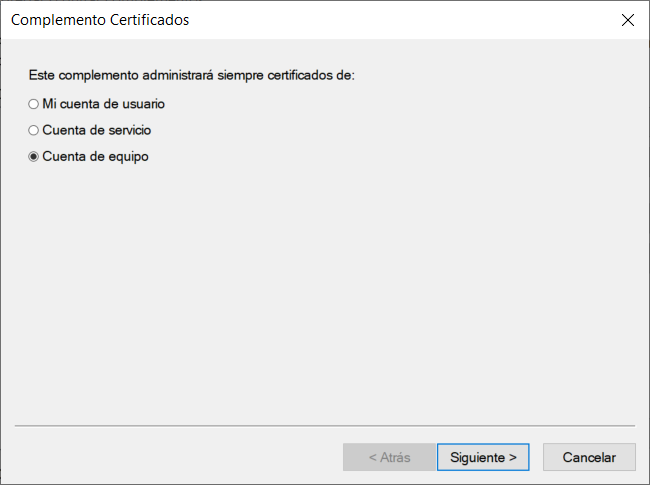 Complemento Certificados
Este complemento administrará siempre certificados de:
Mi cuenta de usuario
Cuenta de servicio
Cuenta de equipo
< Atrás Siguiente > Cancelar